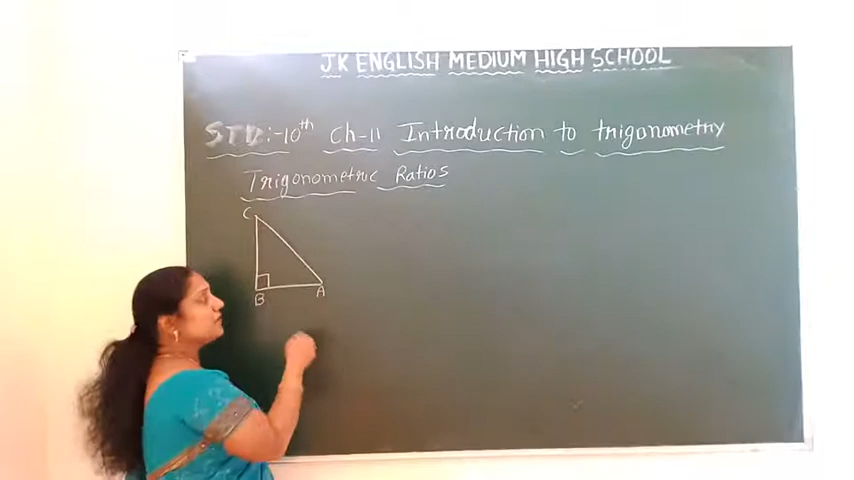 JK ENGLISH MEDIUM HIGH SCHOOL
STD:-10th Ch-11 Introduction to trigonometry
Trigonometric Ratios
C
B A